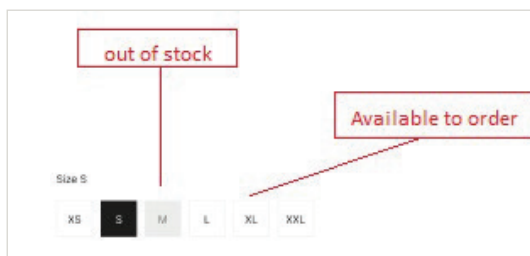 out of stock
Available to order
Size S
XS S M L XL XXL